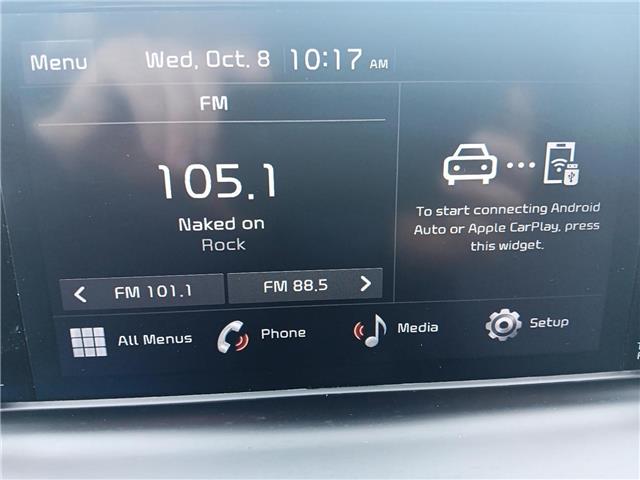 Menu Wed, Oct. 8 10:17 AM
FM
105.1
Naked on
Rock
FM 101.1 FM 88.5
To start connecting Android
Auto or Apple CarPlay, press
this widget.
All Menus Phone Media Setup